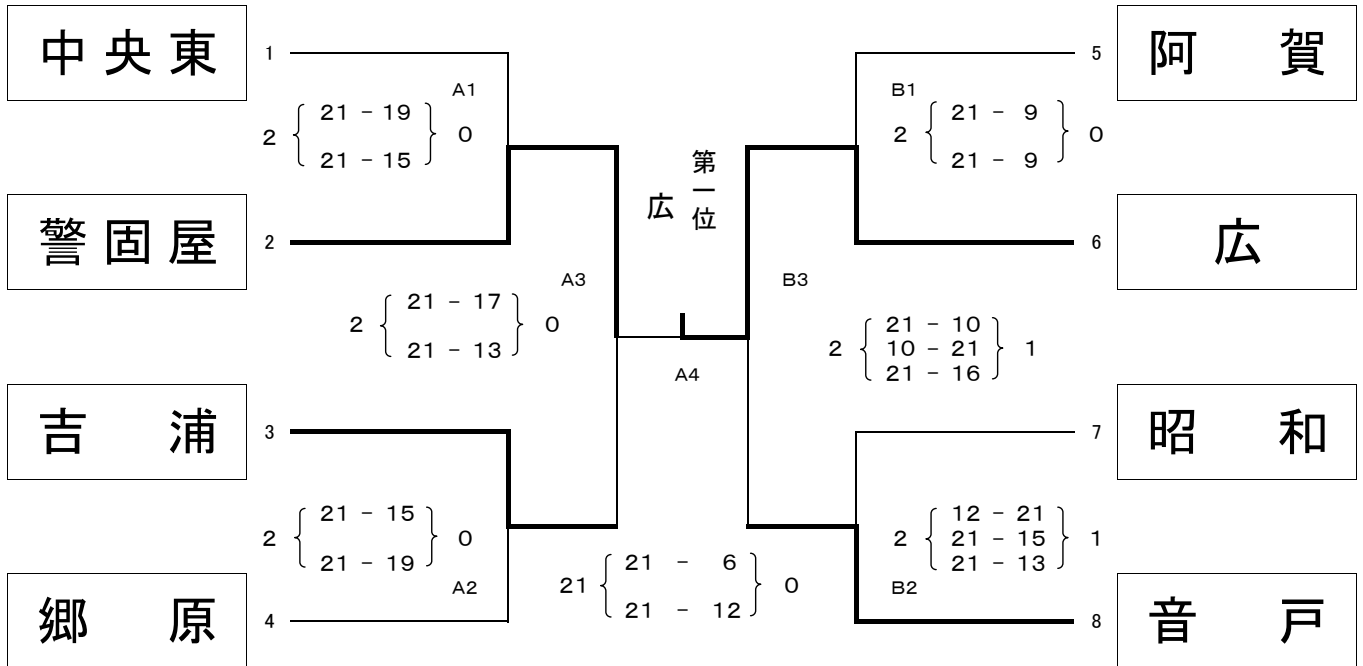 中央東
1
A1
2 { 21 － 19 } 0
21 － 15
警固屋
2
A3
2 { 21 － 17 } 0
21 － 13
吉　浦
3
2 { 21 － 15 } 0
21 － 19
A2
郷　原
4
第一位
広
A4
21 { 21 － 6 } 0
21 － 12
5
阿　賀
B1
2 { 21 － 9 } 0
21 － 9
6
広
B3
2 { 21 － 10 } 1
10 － 21
21 － 16
7
昭　和
2 { 12 － 21 } 1
21 － 15
21 － 13
B2
8
音　戸